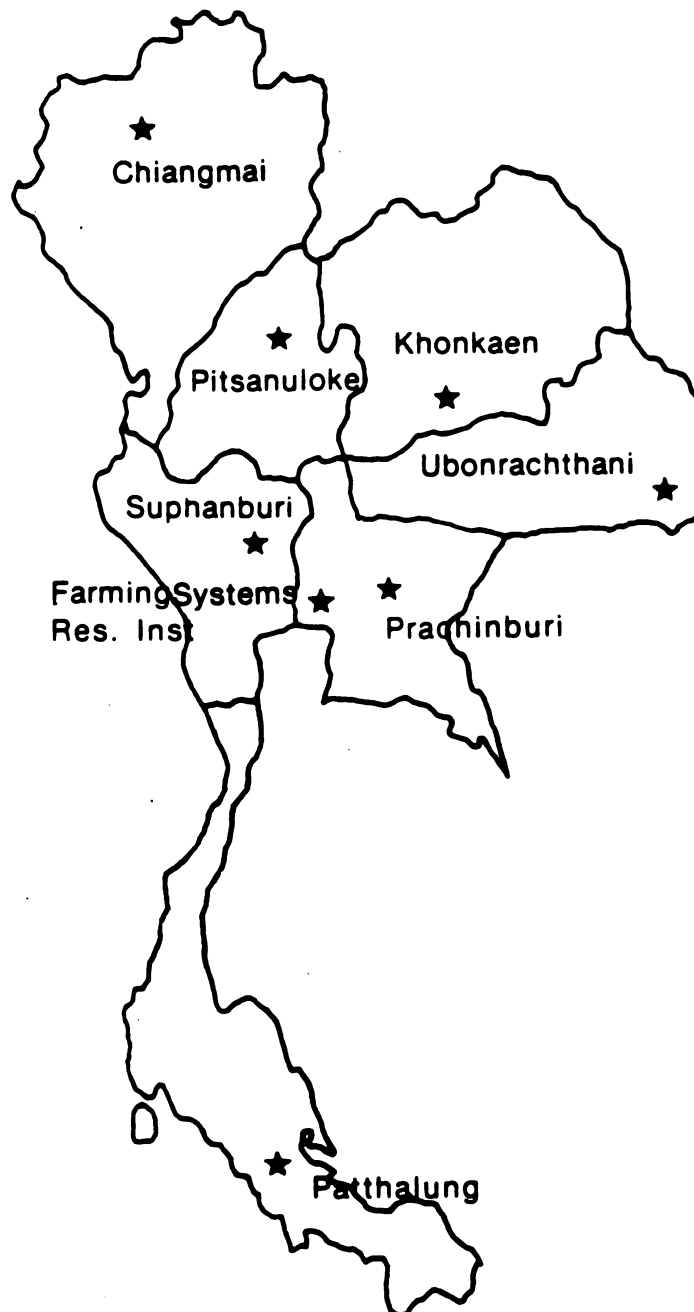 Chiangmai
Khonkaen
Pitsanuloke
Ubonrachthani
Suphanburi
FarmingSystems
Res. Inst
Prachinburi
Patthalung